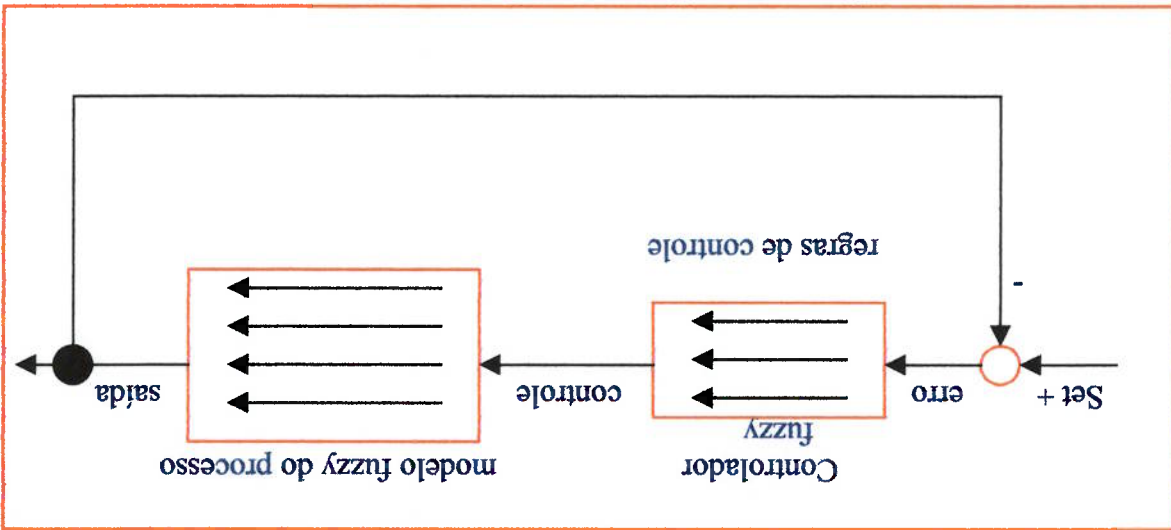 Controlador
fuzzy
modelo fuzzy do processo
Set +
erro
controle
saída
-
regras de controle